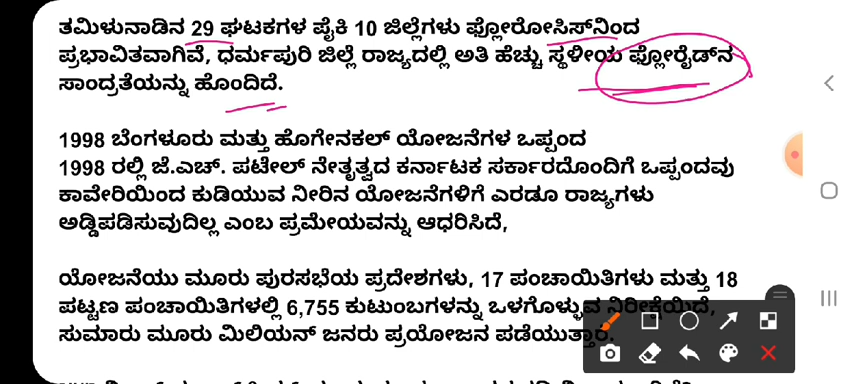 ತಮಿಳುನಾಡಿನ 29 ಘಟಕಗಳ ಪೈಕಿ 10 ಜಿಲ್ಲೆಗಳು ಫ್ಲೋರೋಸಿಸ್‌ನಿಂದ
ಪ್ರಭಾವಿತವಾಗಿವೆ, ಧರ್ಮಪುರಿ ಜಿಲ್ಲೆ ರಾಜ್ಯದಲ್ಲಿ ಅತಿ ಹೆಚ್ಚು ಸ್ಥಳೀಯ ಫ್ಲೋರೈಡ್‌ನ
ಸಾಂದ್ರತೆಯನ್ನು ಹೊಂದಿದೆ.
1998 ಬೆಂಗಳೂರು ಮತ್ತು ಹೊಗೇನಕಲ್ ಯೋಜನೆಗಳ ಒಪ್ಪಂದ
1998 ರಲ್ಲಿ ಜೆ.ಎಚ್. ಪಟೇಲ್ ನೇತೃತ್ವದ ಕರ್ನಾಟಕ ಸರ್ಕಾರದೊಂದಿಗೆ ಒಪ್ಪಂದವು
ಕಾವೇರಿಯಿಂದ ಕುಡಿಯುವ ನೀರಿನ ಯೋಜನೆಗಳಿಗೆ ಎರಡೂ ರಾಜ್ಯಗಳು
ಅಡ್ಡಿಪಡಿಸುವುದಿಲ್ಲ ಎಂಬ ಪ್ರಮೇಯವನ್ನು ಆಧರಿಸಿದೆ,
ಯೋಜನೆಯು ಮೂರು ಪುರಸಭೆಯ ಪ್ರದೇಶಗಳು, 17 ಪಂಚಾಯಿತಿಗಳು ಮತ್ತು 18
ಪಟ್ಟಣ ಪಂಚಾಯಿತಿಗಳಲ್ಲಿ 6,755 ಕುಟುಂಬಗಳನ್ನು ಒಳಗೊಳ್ಳುವ ನಿರೀಕ್ಷೆಯಿದೆ,
ಸುಮಾರು ಮೂರು ಮಿಲಿಯನ್ ಜನರು ಪ್ರಯೋಜನ ಪಡೆಯುತ್ತಾರೆ.